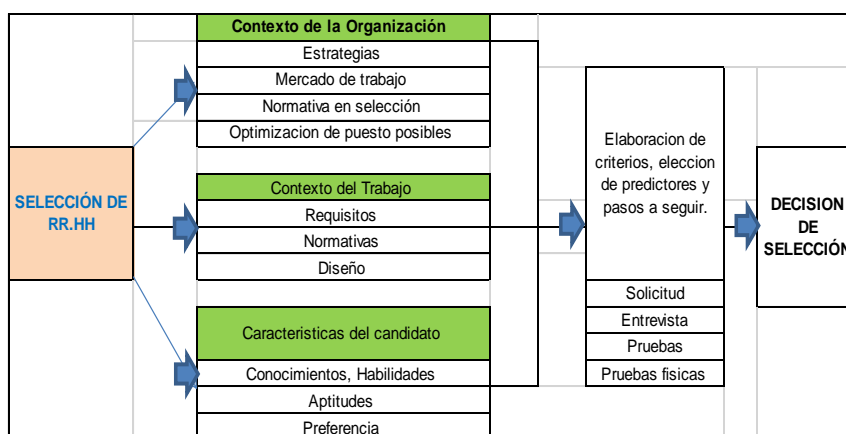 Contexto de la Organización
Estrategias
Mercado de trabajo
Normativa en selección
Optimizacion de puesto posibles
SELECCIÓN DE
RR.HH
Contexto del Trabajo
Requisitos
Normativas
Diseño
Caracteristicas del candidato
Conocimientos, Habilidades
Aptitudes
Preferencia
Elaboracion de
criterios, eleccion
de predictores y
pasos a seguir.
Solicitud
Entrevista
Pruebas
Pruebas fisicas
DECISION
DE
SELECCIÓN